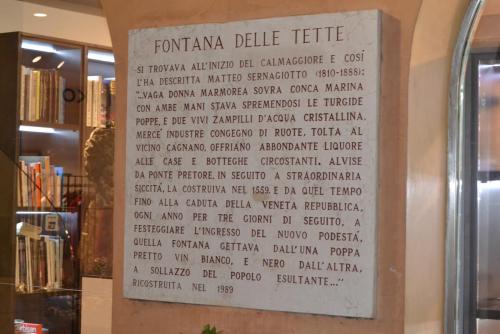 FONTANA DELLE TETTE
SI TROVAVA ALL'INIZIO DEL CALMAGGIORE E COSÌ
L'HA DESCRITTA MATTEO SERNAGIOTTO (1810-1888):
"...VAGA DONNA MARMOREA SOVRA CONCA MARINA
CON AMBE MANI STAVA SPREMENDOSI LE TURGIDE
POPPE, E DUE VIVI ZAMPILLI D'ACQUA CRISTALLINA,
MERCÈ INDUSTRE CONGEGNO DI RUOTE, TOLTA AL
VICINO CAGNANO, OFFRIANO ABBONDANTE LIQUORE
ALLE CASE E BOTTEGHE CIRCOSTANTI. ALVISE
DA PONTE PRETORE, IN SEGUITO A STRAORDINARIA
SICCITÀ, LA COSTRUIVA NEL 1559, E DA QUEL TEMPO
FINO ALLA CADUTA DELLA VENETA REPUBBLICA,
OGNI ANNO PER TRE GIORNI DI SEGUITO, A
FESTEGGIARE L'INGRESSO DEL NUOVO PODESTÀ,
QUELLA FONTANA GETTAVA DALL'UNA POPPA
PRETTO VIN BIANCO, E NERO DALL'ALTRA,
A SOLLAZZO DEL POPOLO ESULTANTE..."
RICOSTRUITA NEL 1989